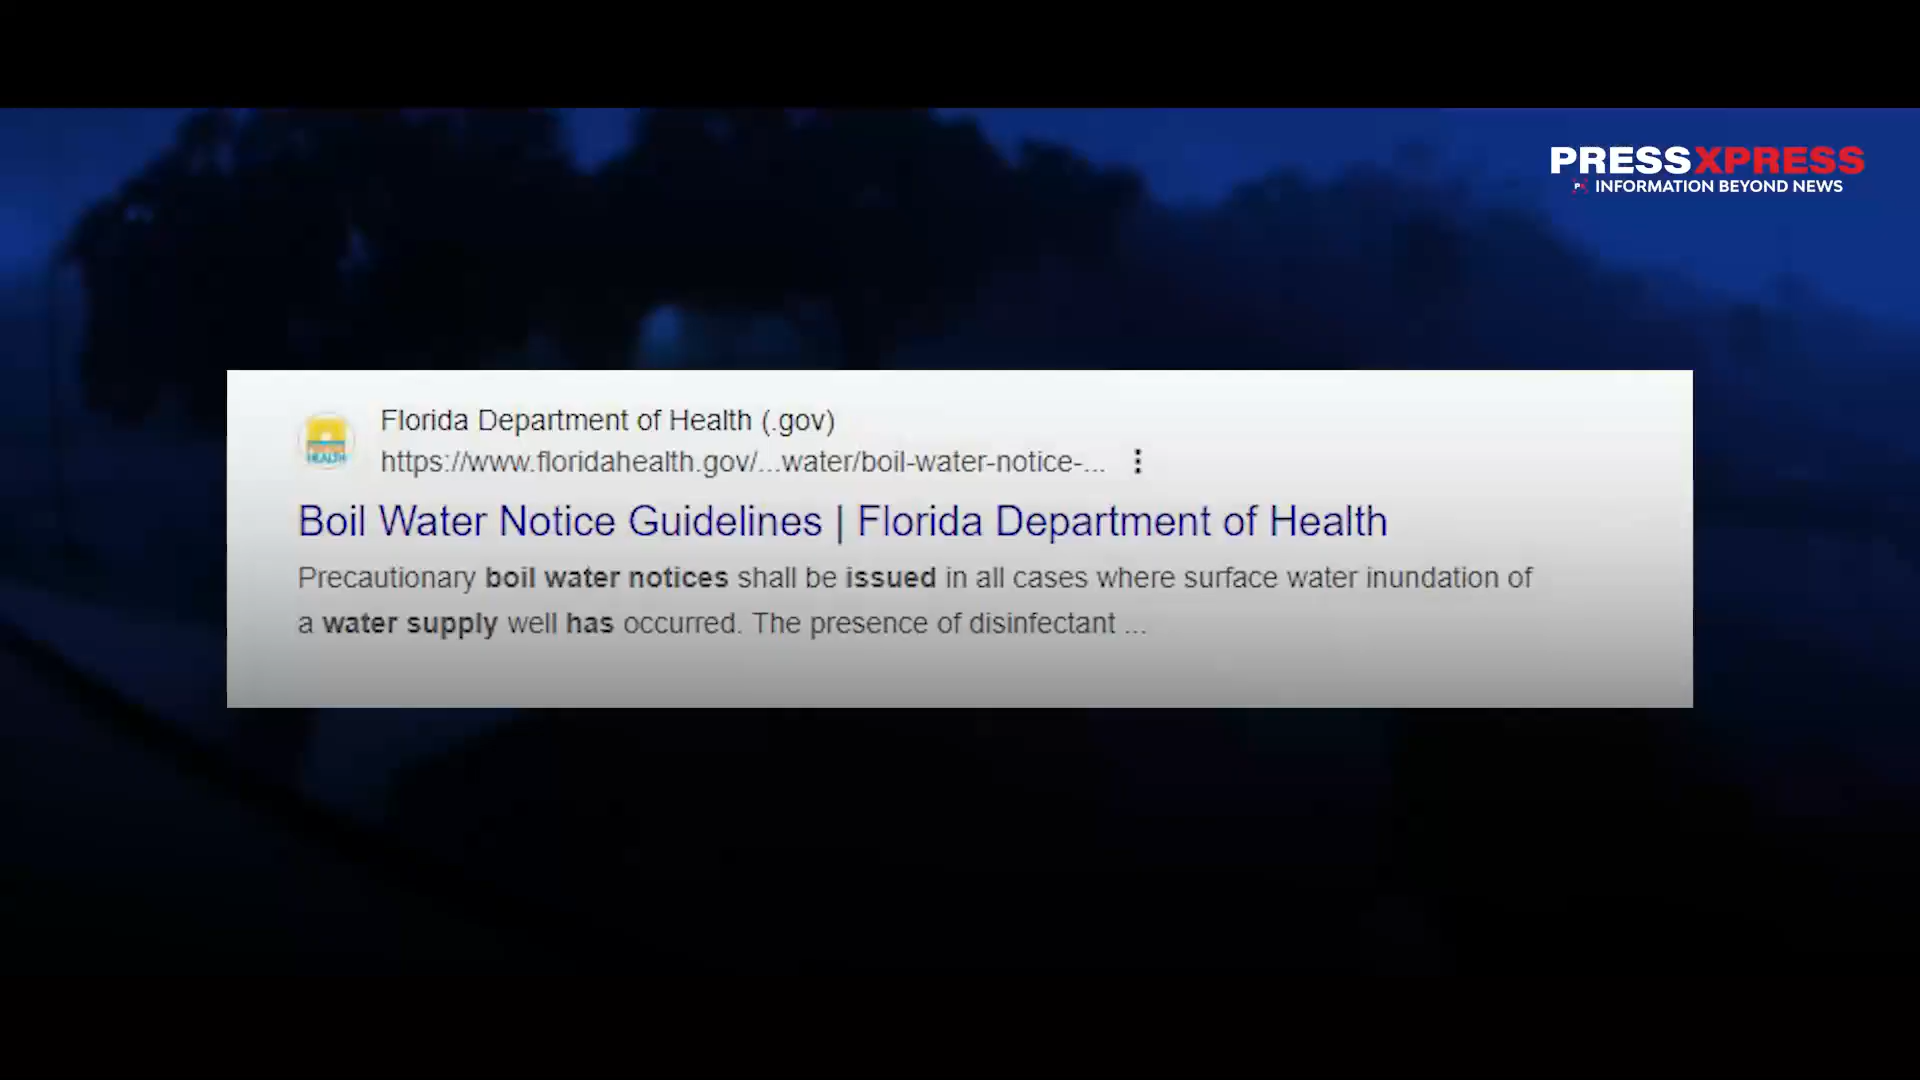 PRESSXPRESS
INFORMATION BEYOND NEWS
Florida Department of Health (.gov)
https://www.floridahealth.gov/...water/boil-water-notice-...
Boil Water Notice Guidelines | Florida Department of Health
Precautionary boil water notices shall be issued in all cases where surface water inundation of
a water supply well has occurred. The presence of disinfectant ...
HEALTH